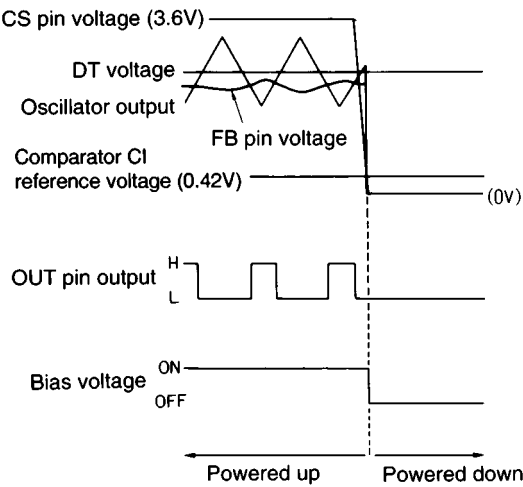 CS pin voltage (3.6V)
DT voltage
Oscillator output
FB pin voltage
Comparator CI
reference voltage (0.42V)
(0V)
OUT pin output
H
L
Bias voltage
ON
OFF
Powered up
Powered down